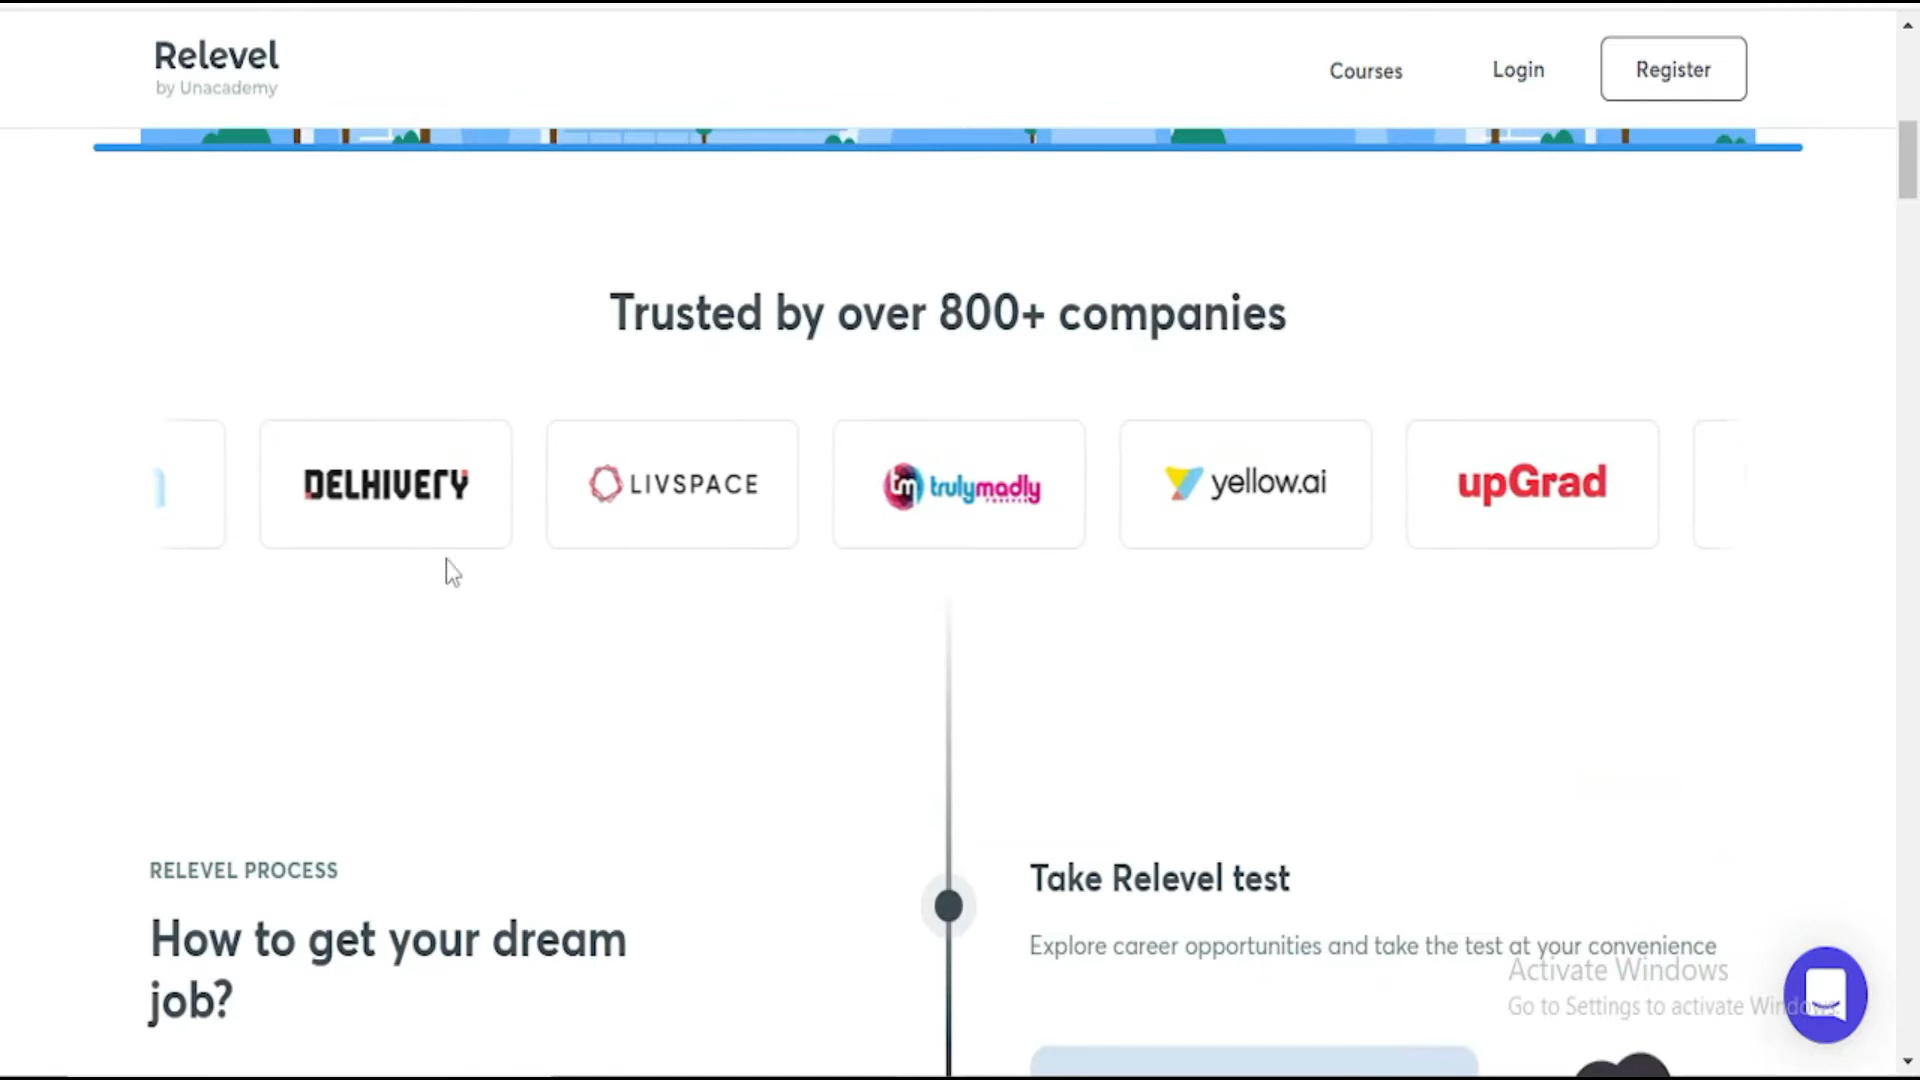 Relevel
by Unacademy
Courses
Login
Register
Trusted by over 800+ companies
DELHIVERY
LIVSPACE
tm trulymadly
yellow.ai
upGrad
RELEVEL PROCESS
How to get your dream
job?
Take Relevel test
Explore career opportunities and take the test at your convenience
Activate Windows
Go to Settings to activate Windows.